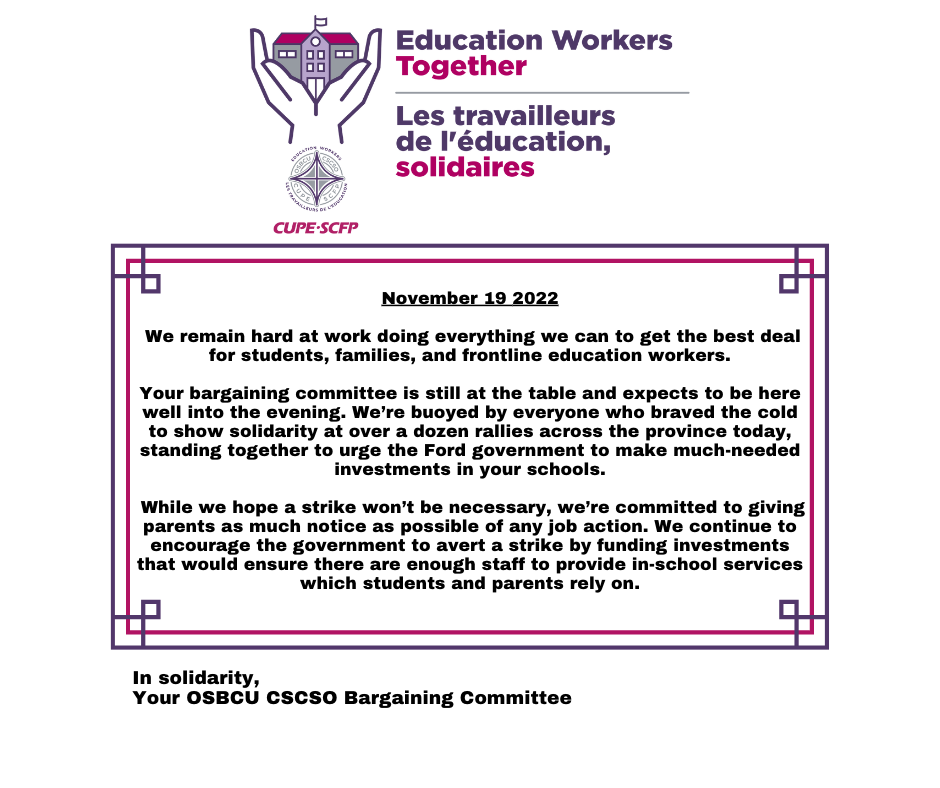 Education Workers
Together
Les travailleurs
de l'éducation,
solidaires
EDUCATION WORKERS
OSBCU CSCSO
CUPE SCFP
LES TRAVAILLEURS DE L'ÉDUCATION
CUPE·SCFP
November 19 2022
We remain hard at work doing everything we can to get the best deal
for students, families, and frontline education workers.
Your bargaining committee is still at the table and expects to be here
well into the evening. We’re buoyed by everyone who braved the cold
to show solidarity at over a dozen rallies across the province today,
standing together to urge the Ford government to make much-needed
investments in your schools.
While we hope a strike won’t be necessary, we’re committed to giving
parents as much notice as possible of any job action. We continue to
encourage the government to avert a strike by funding investments
that would ensure there are enough staff to provide in-school services
which students and parents rely on.
In solidarity,
Your OSBCU CSCSO Bargaining Committee